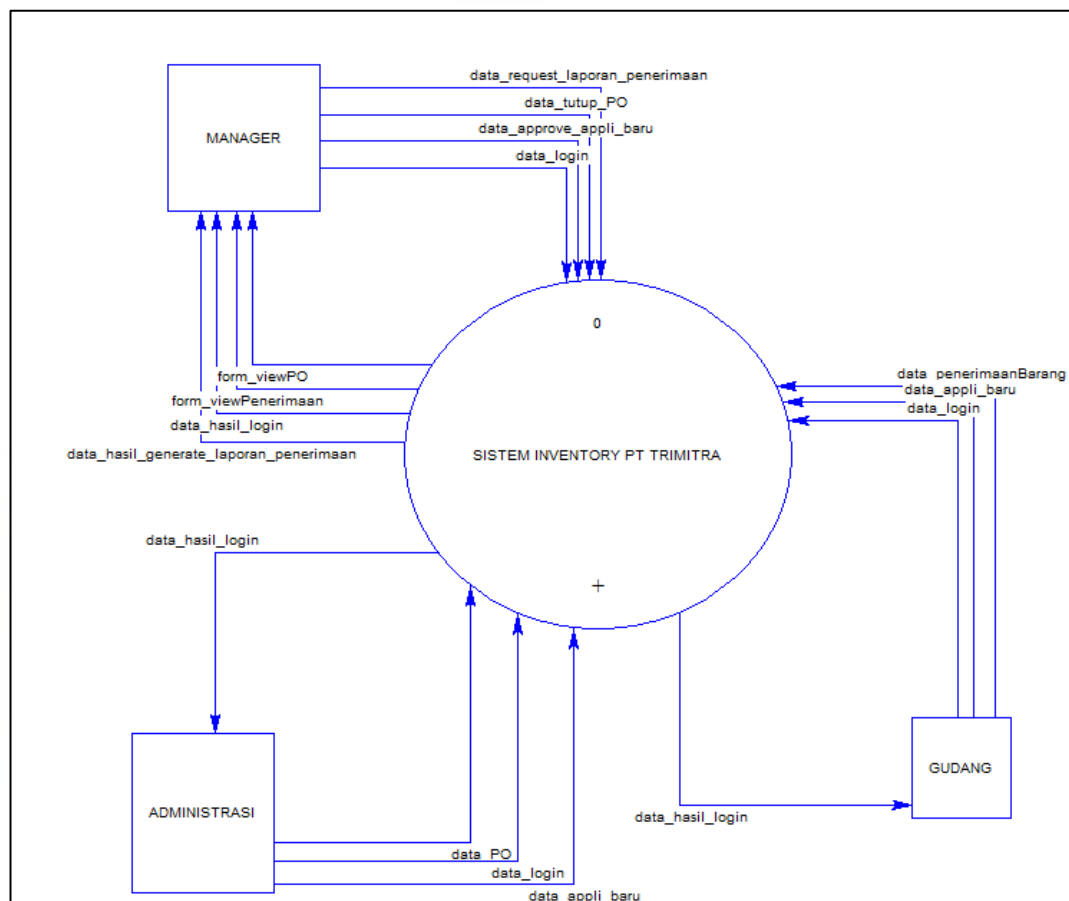 data_request_laporan_penerimaan
data_tutup_PO
MANAGER
data_approve_appli_baru
data_login
0
form_viewPO
form_viewPenerimaan
data_hasil_login
data_hasil_generate_laporan_penerimaan
data_penerimaanBarang
data_appli_baru
data_login
SISTEM INVENTORY PT TRIMITRA
data_hasil_login
+
GUDANG
data_hasil_login
ADMINISTRASI
data_PO
data_login
data_appli_baru